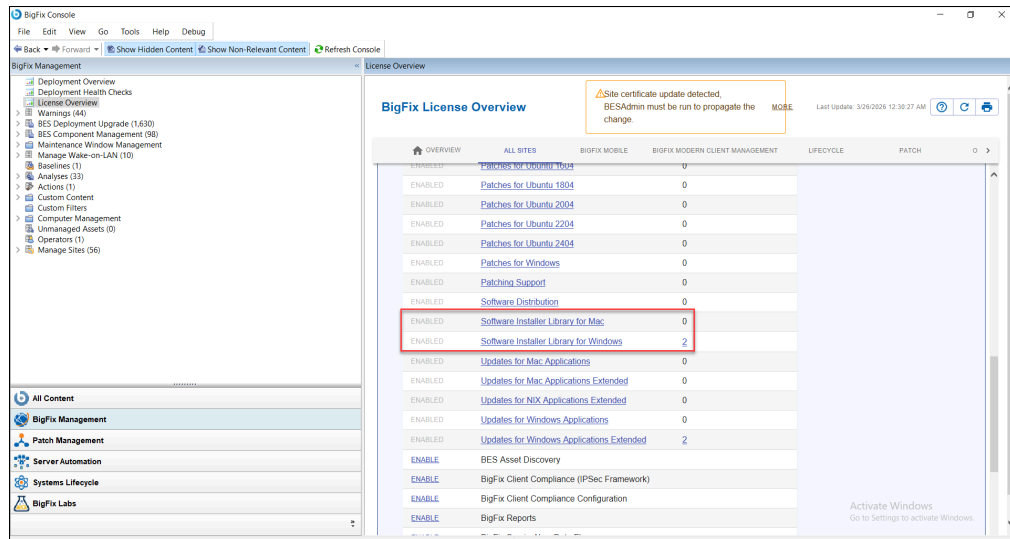 BigFix Console
File Edit View Go Tools Help Debug
Back Forward Show Hidden Content Show Non-Relevant Content Refresh Console
BigFix Management
Deployment Overview
Deployment Health Checks
License Overview
Warnings (44)
BES Deployment Upgrade (1,630)
BES Component Management (98)
Maintenance Window Management
Manage Wake-on-LAN (10)
Baselines (1)
Analyses (33)
Actions (1)
Custom Content
Custom Filters
Computer Management
Unmanaged Assets (0)
Operators (1)
Manage Sites (56)
All Content
BigFix Management
Patch Management
Server Automation
Systems Lifecycle
BigFix Labs
License Overview
BigFix License Overview
Site certificate update detected,
BESAdmin must be run to propagate the
change.
MORE
Last Update: 3/26/2026 12:30:27 AM
OVERVIEW ALL SITES BIGFIX MOBILE BIGFIX MODERN CLIENT MANAGEMENT LIFECYCLE PATCH O
ENABLED Patches for Ubuntu 1604 0
ENABLED Patches for Ubuntu 1804 0
ENABLED Patches for Ubuntu 2004 0
ENABLED Patches for Ubuntu 2204 0
ENABLED Patches for Ubuntu 2404 0
ENABLED Patches for Windows 0
ENABLED Patching Support 0
ENABLED Software Distribution 0
ENABLED Software Installer Library for Mac 0
ENABLED Software Installer Library for Windows 2
ENABLED Updates for Mac Applications 0
ENABLED Updates for Mac Applications Extended 0
ENABLED Updates for NIX Applications Extended 0
ENABLED Updates for Windows Applications 0
ENABLED Updates for Windows Applications Extended 2
ENABLE BES Asset Discovery
ENABLE BigFix Client Compliance (IPSec Framework)
ENABLE BigFix Client Compliance Configuration
ENABLE BigFix Reports
Activate Windows
Go to Settings to activate Windows.